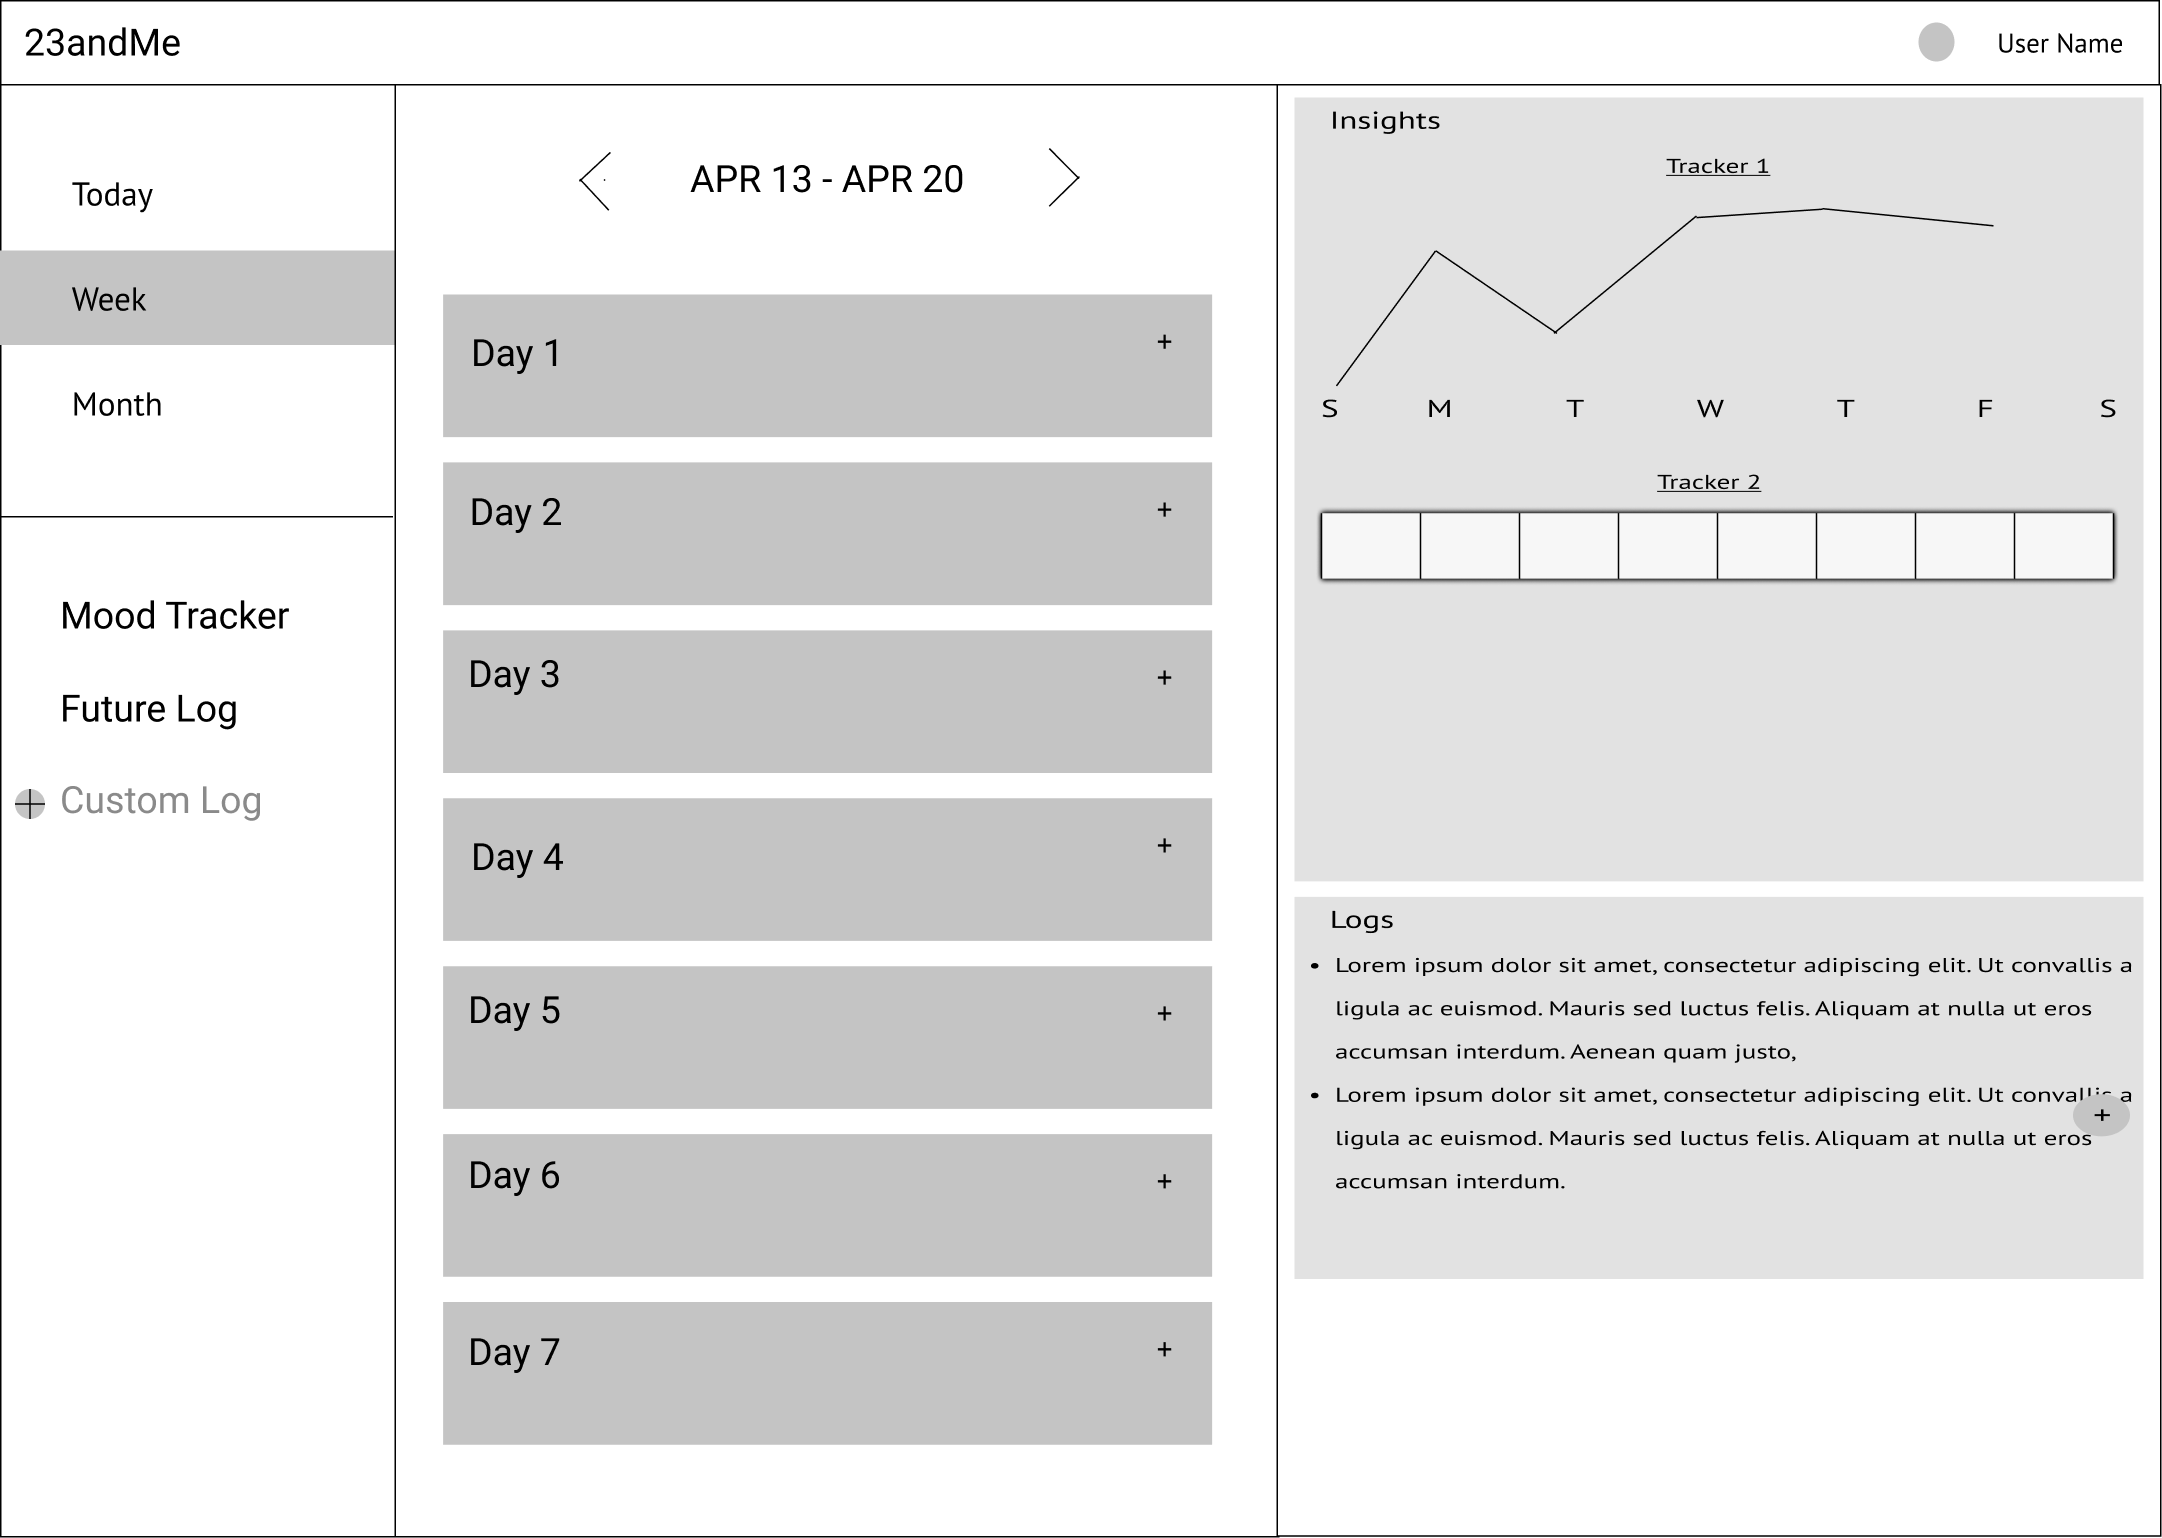 23andMe
User Name
Today
Week
Month
Mood Tracker
Future Log
Custom Log
APR 13 - APR 20
Day 1 +
Day 2 +
Day 3 +
Day 4 +
Day 5 +
Day 6 +
Day 7 +
Insights
Tracker 1
S M T W T F S
Tracker 2
Logs
• Lorem ipsum dolor sit amet, consectetur adipiscing elit. Ut convallis a
ligula ac euismod. Mauris sed luctus felis. Aliquam at nulla ut eros
accumsan interdum. Aenean quam justo,
• Lorem ipsum dolor sit amet, consectetur adipiscing elit. Ut convallis a
+
ligula ac euismod. Mauris sed luctus felis. Aliquam at nulla ut eros
accumsan interdum.